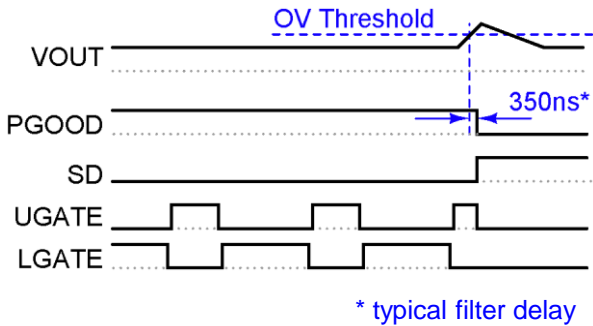 OV Threshold
VOUT
350ns*
PGOOD
SD
UGATE
LGATE
* typical filter delay